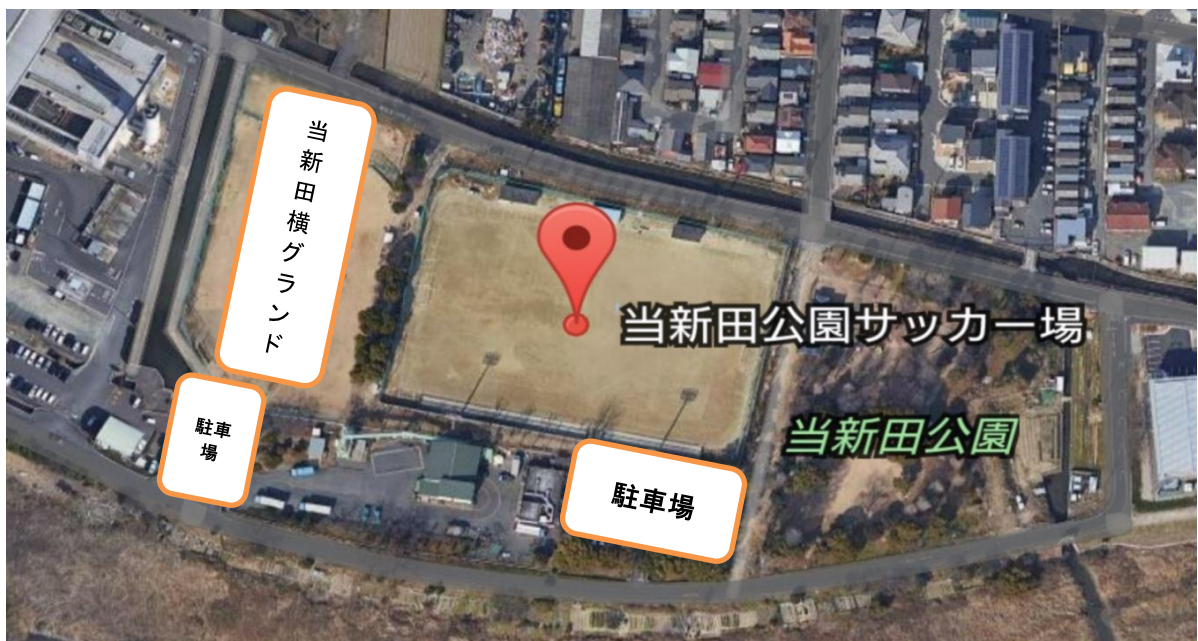 当新田横グランド
当新田公園サッカー場
当新田公園
駐車
場
駐車場